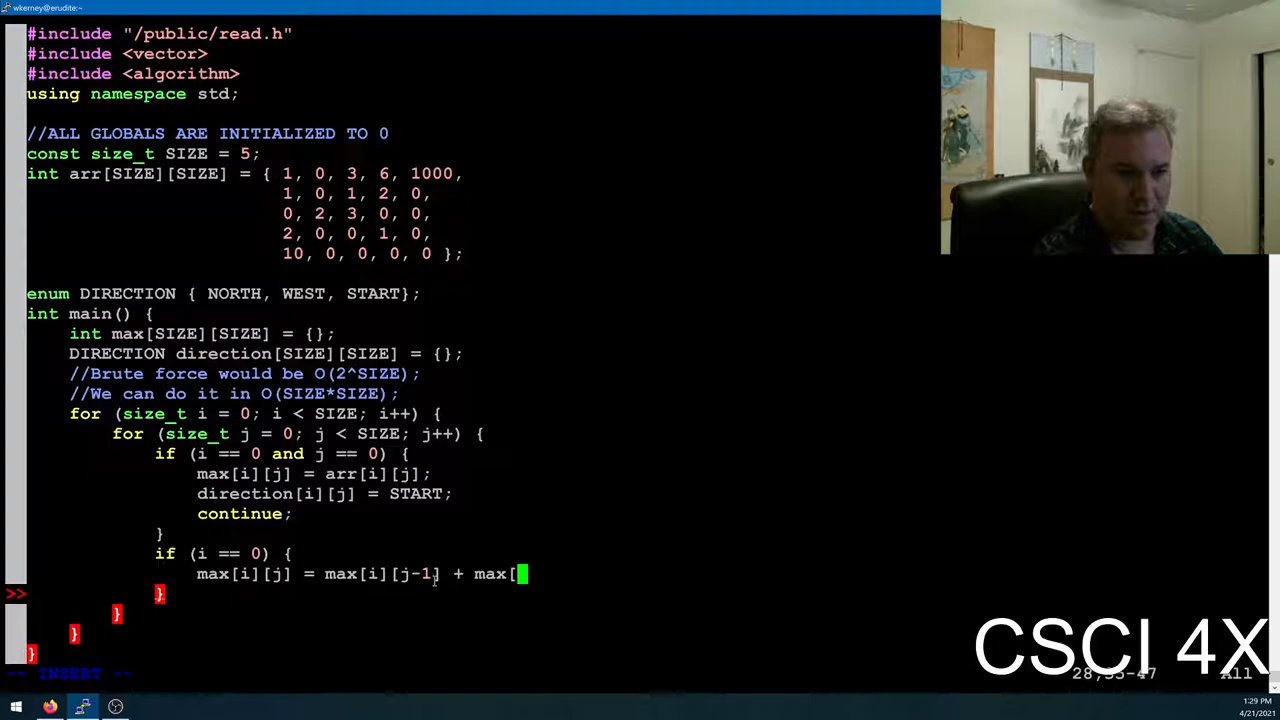 wkerney@erudite:~
#include "/public/read.h"
#include <vector>
#include <algorithm>
using namespace std;
//ALL GLOBALS ARE INITIALIZED TO 0
const size_t SIZE = 5;
int arr[SIZE][SIZE] = { 1, 0, 3, 6, 1000,
1, 0, 1, 2, 0,
0, 2, 3, 0, 0,
2, 0, 0, 1, 0,
10, 0, 0, 0, 0 };
enum DIRECTION { NORTH, WEST, START};
int main() {
int max[SIZE][SIZE] = {};
DIRECTION direction[SIZE][SIZE] = {};
//Brute force would be O(2^SIZE);
//We can do it in O(SIZE*SIZE);
for (size_t i = 0; i < SIZE; i++) {
for (size_t j = 0; j < SIZE; j++) {
if (i == 0 and j == 0) {
max[i][j] = arr[i][j];
direction[i][j] = START;
continue;
}
if (i == 0) {
max[i][j] = max[i][j-1] + max[
>> }
}
}
}
-- INSERT --
All
CSCI 4X
1:29 PM
4/21/2021